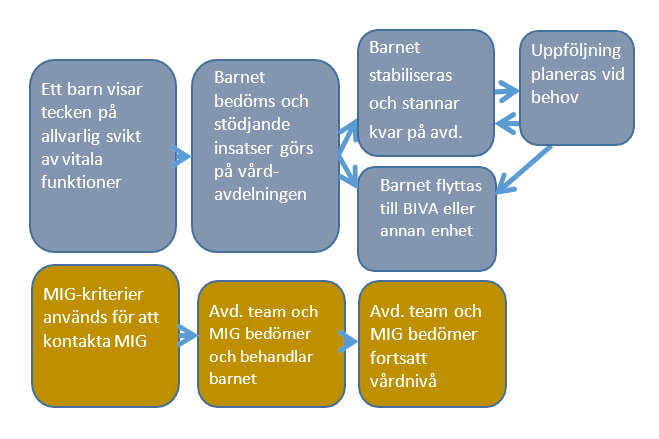 Ett barn visar
tecken på
allvarlig svikt
av vitala
funktioner
Barnet
bedöms och
stödjande
insatser görs
på vård-
avdelningen
Barnet
stabiliseras
och stannar
kvar på avd.
Uppföljning
planeras vid
behov
Barnet flyttas
till BIVA eller
annan enhet
MIG-kriterier
används för att
kontakta MIG
Avd. team och
MIG bedömer
och behandlar
barnet
Avd. team och
MIG bedömer
fortsatt
vårdnivå